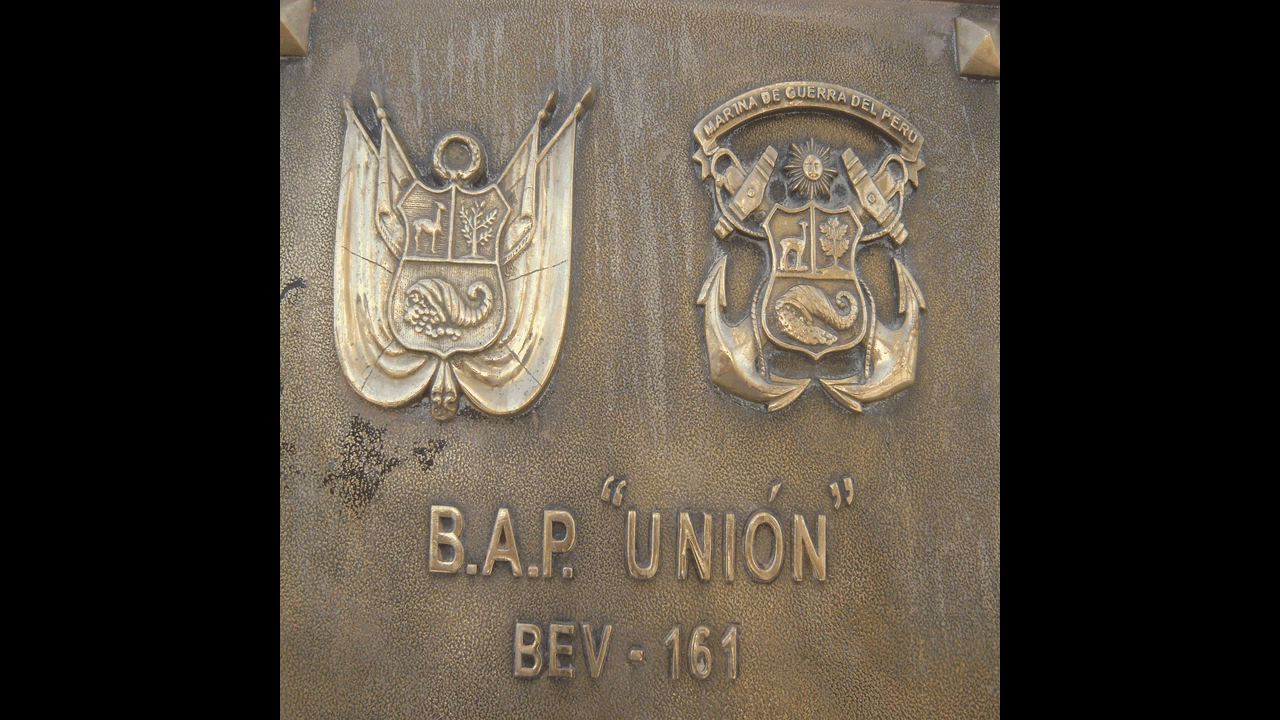 MARINA DE GUERRA DEL PERU
B.A.P. “UNIÓN”
BEV - 161